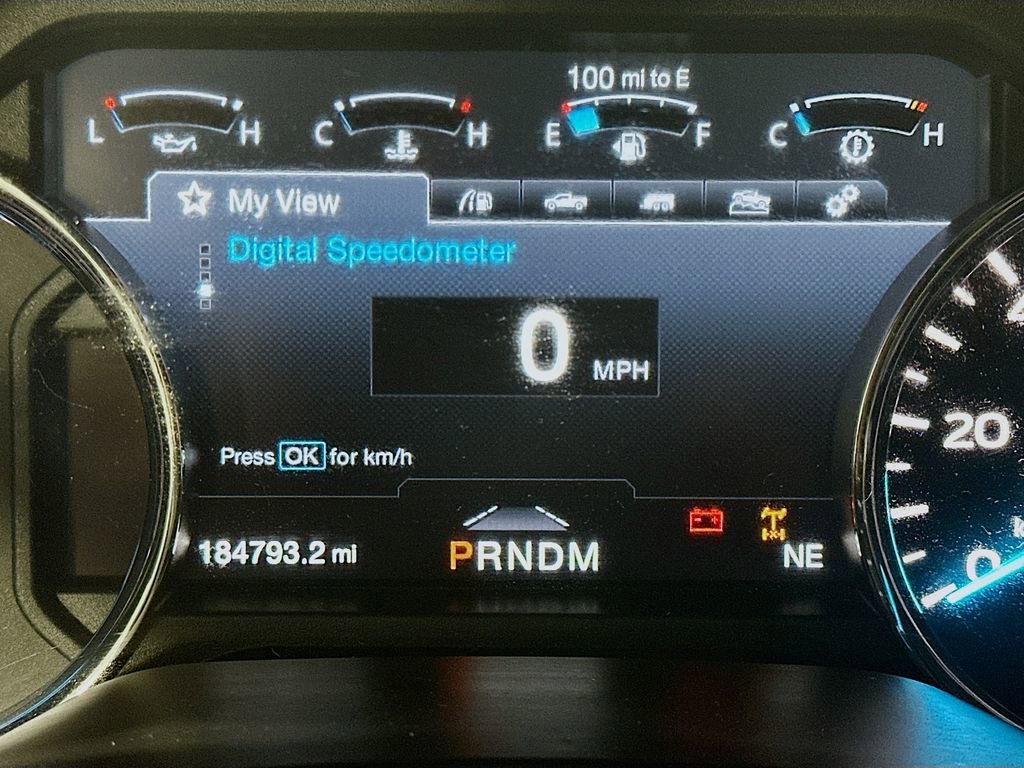 100 mi to E
L H C H E F C H
My View
Digital Speedometer
0 MPH
Press OK for km/h
20
184793.2 mi
PRNDM
NE
0